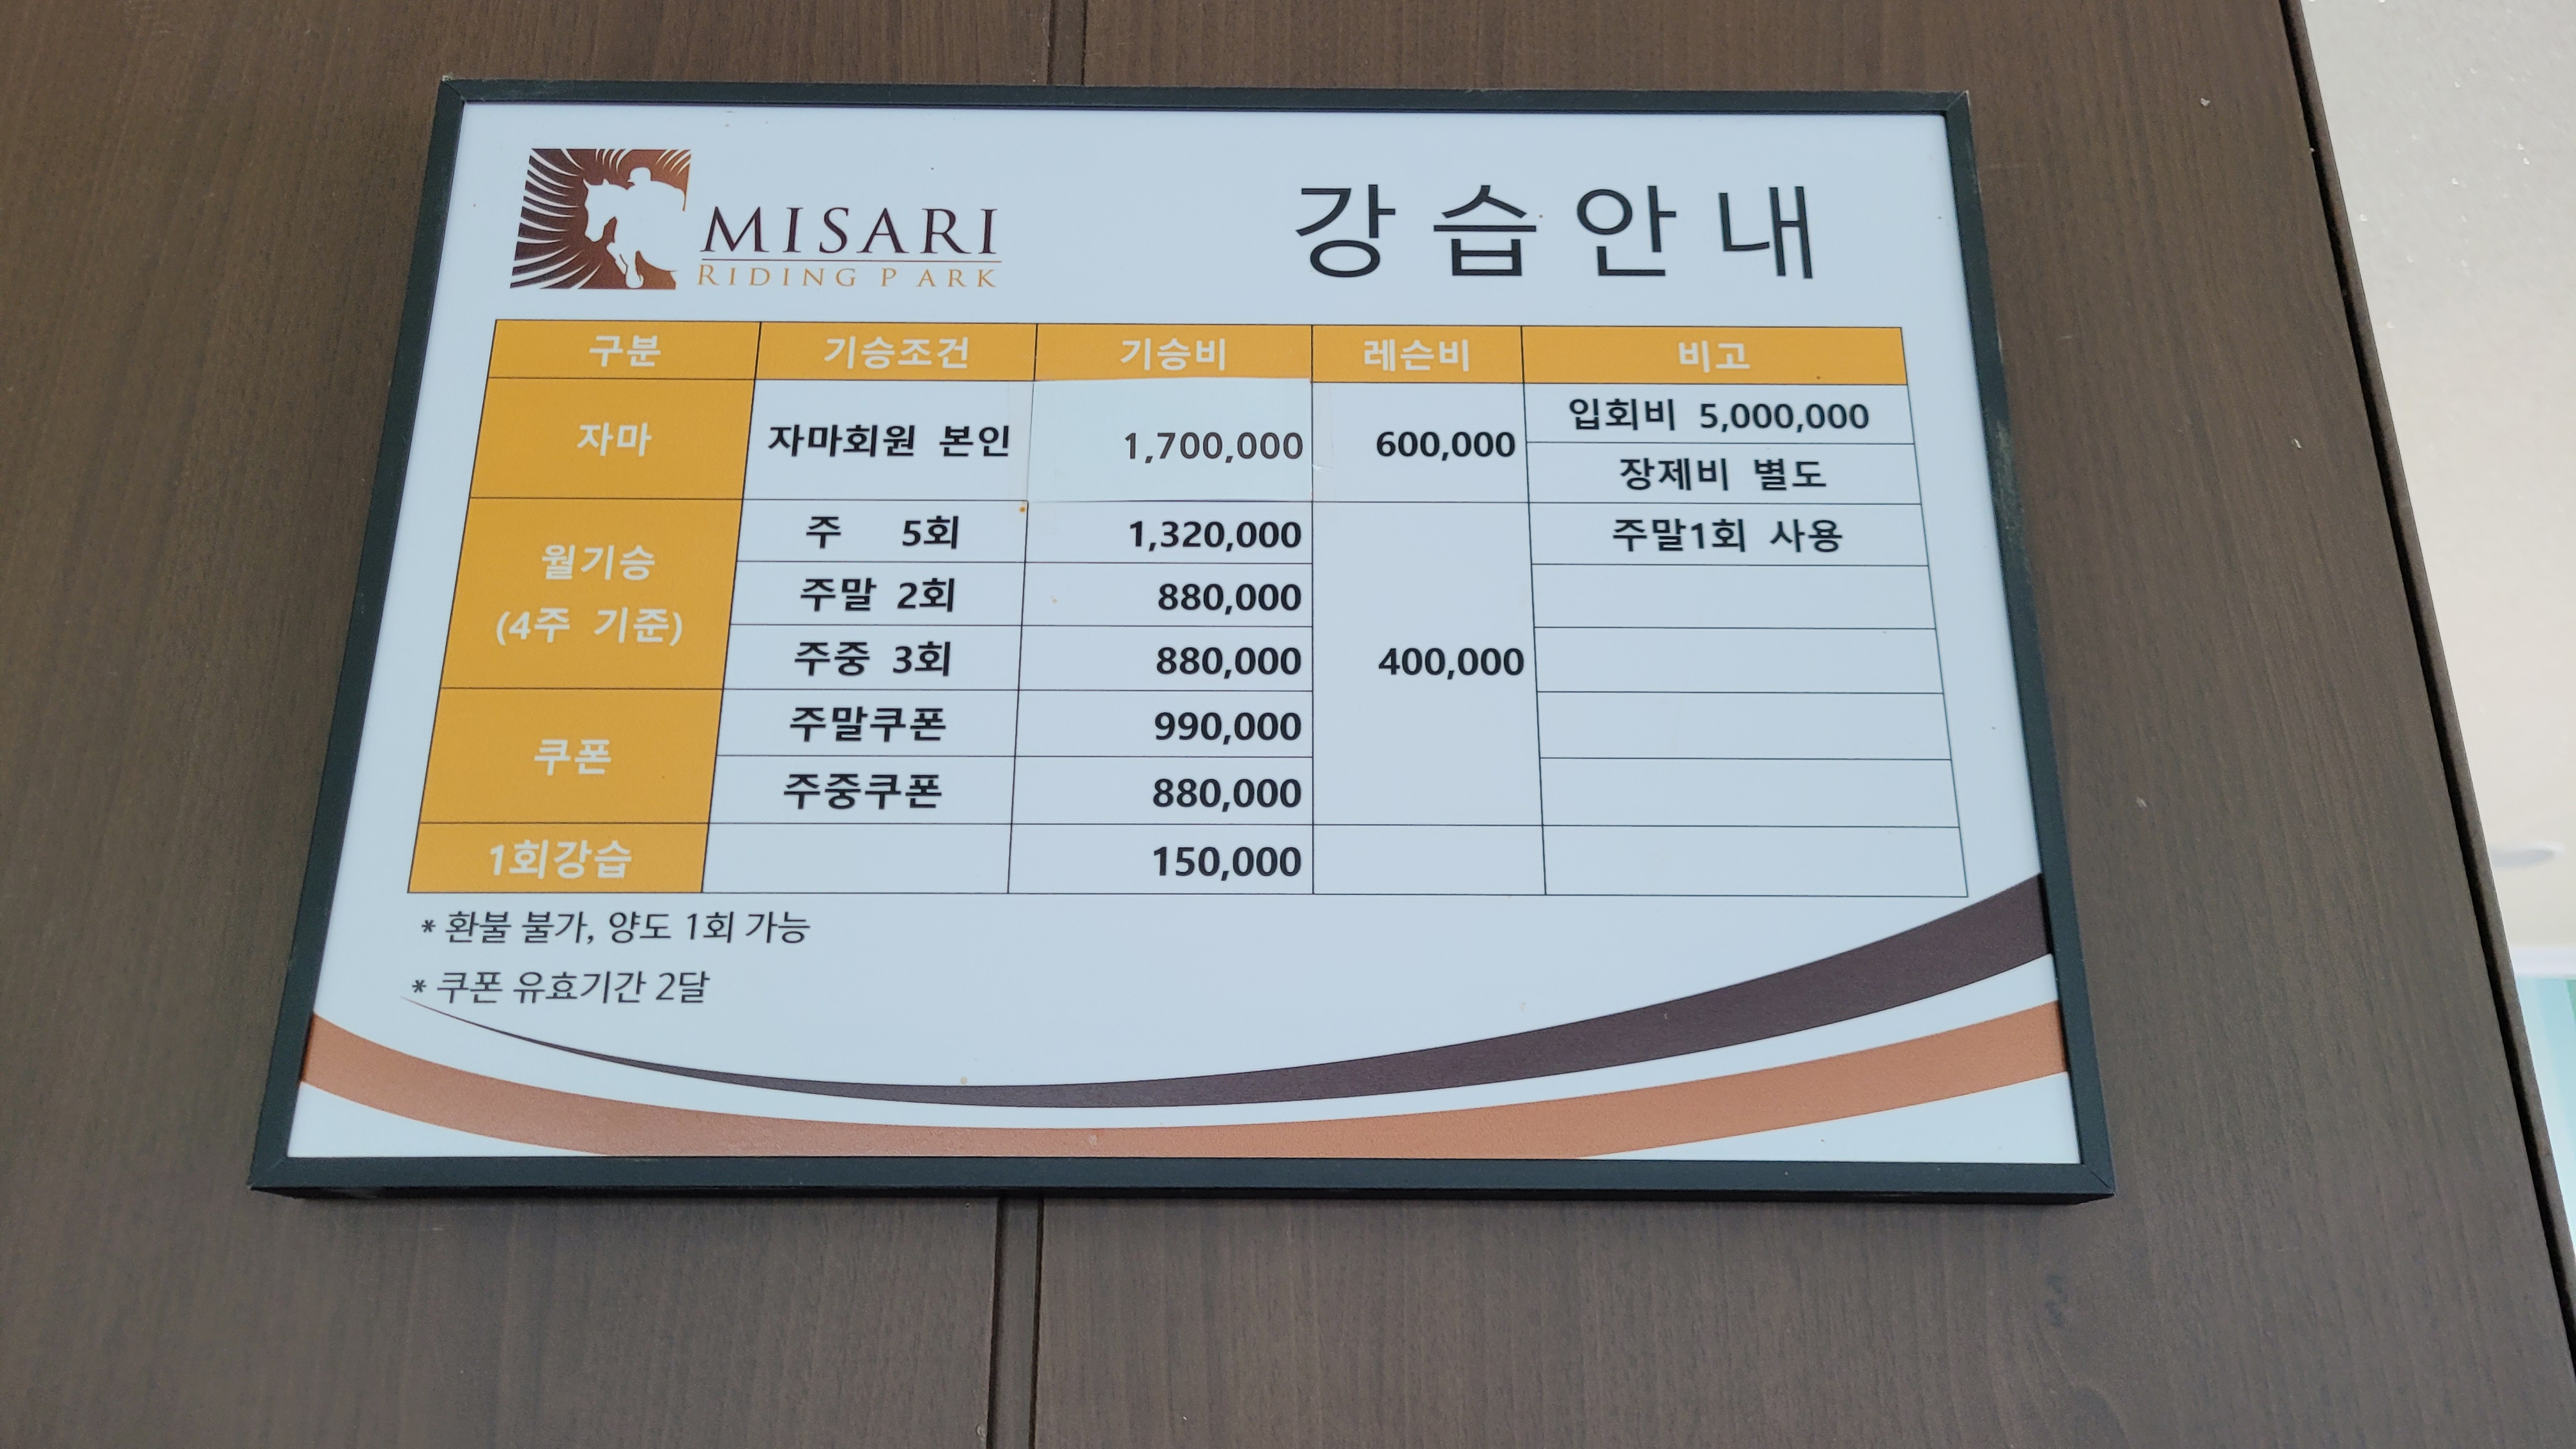 MISARI
RIDING PARK
강습안내
구분 기승조건 기승비 레슨비 비고
자마 자마회원 본인 1,700,000 600,000 입회비 5,000,000
장제비 별도
월기승
(4주 기준)
주 5회 1,320,000 주말1회 사용
주말 2회 880,000
주중 3회 880,000 400,000
쿠폰
주말쿠폰 990,000
주중쿠폰 880,000
1회강습 150,000
* 환불 불가, 양도 1회 가능
* 쿠폰 유효기간 2달